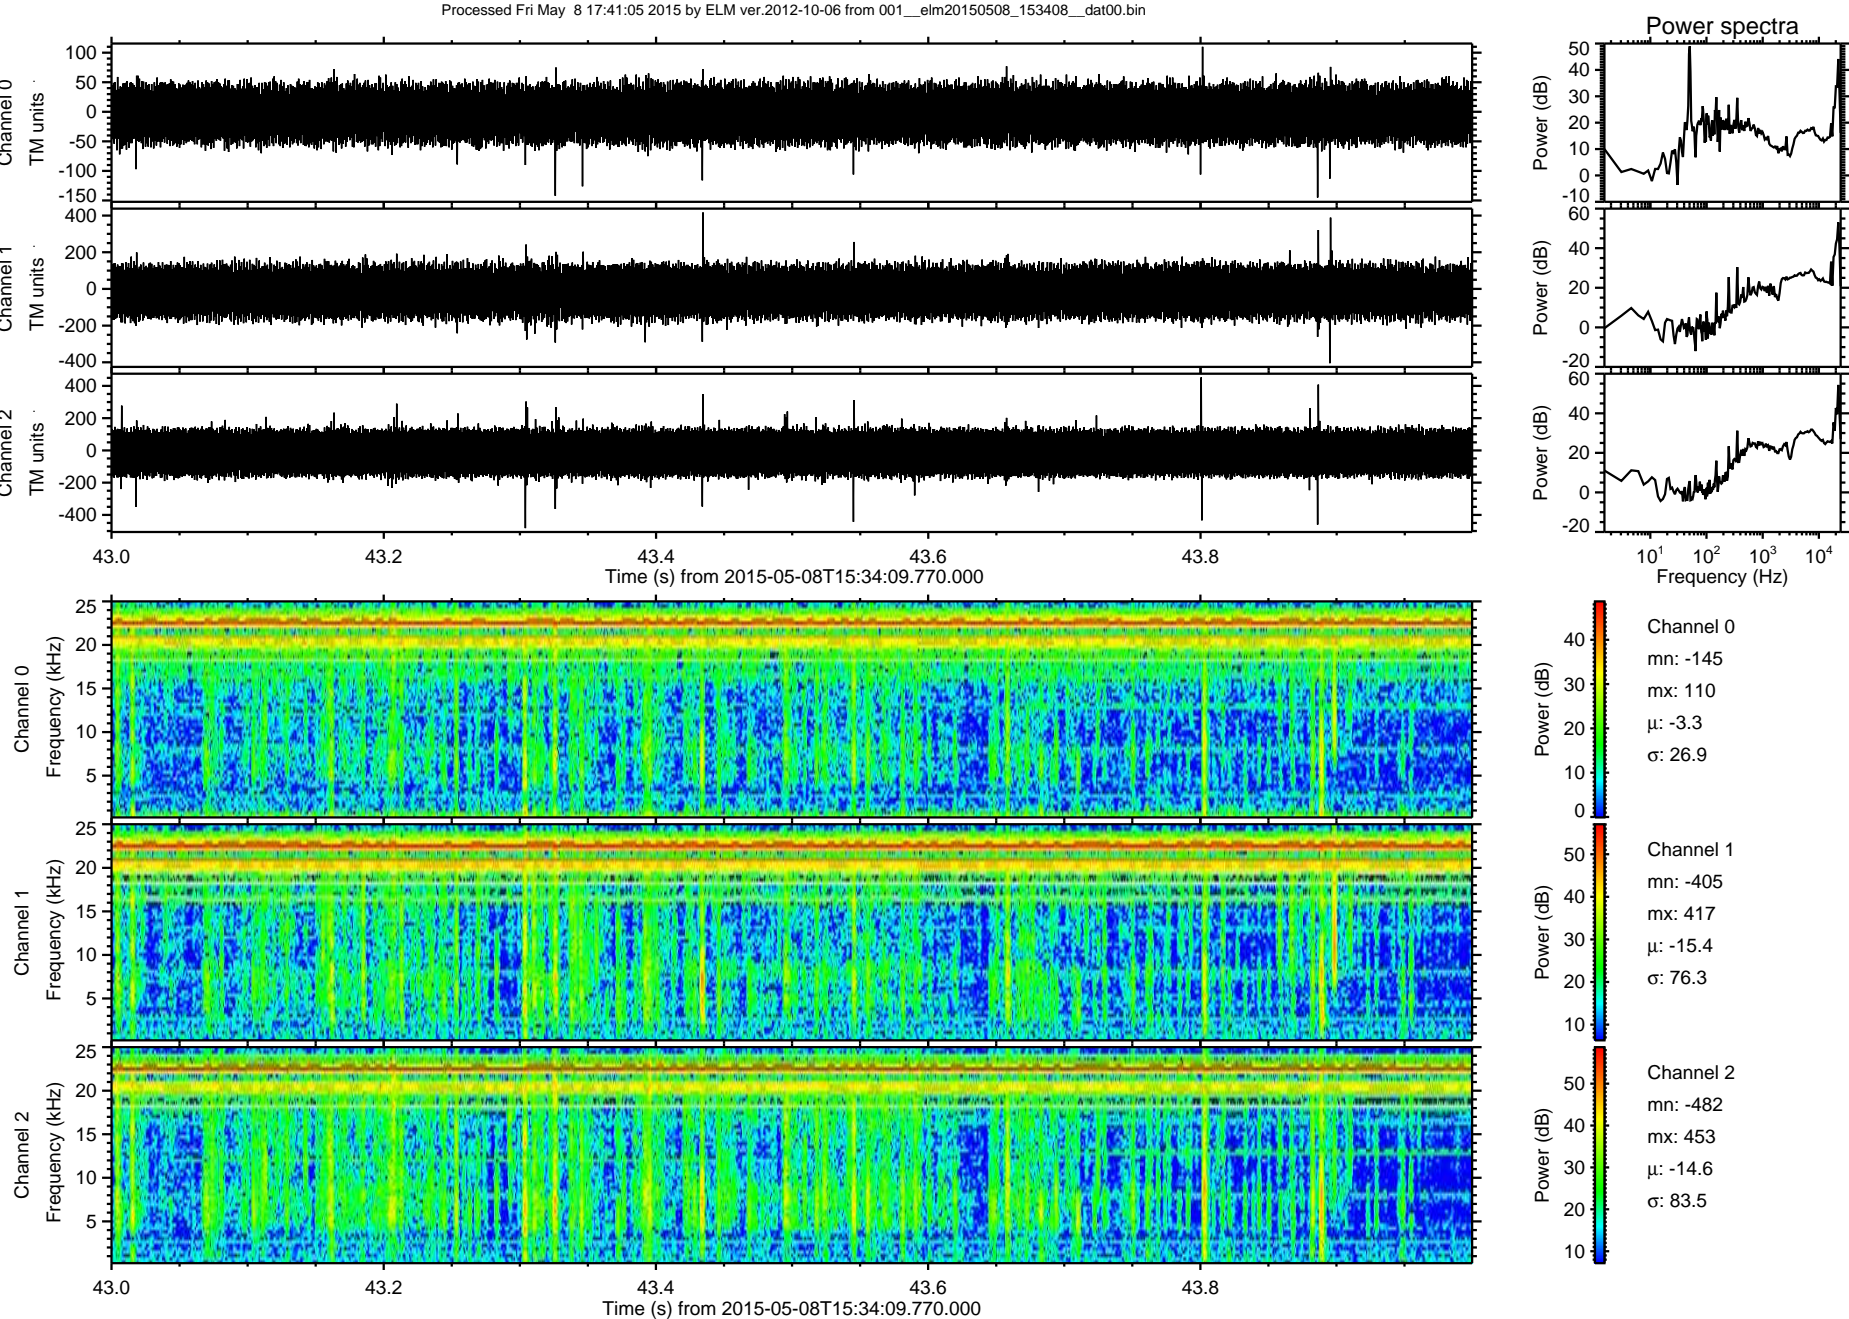 Processed Fri May  8 17:41:05 2015 by ELM ver.2012-10-06 from 001__elm20150508_153408__dat00.bin
Power spectra
Channel 0
TM units
100
50
0
-50
-100
-150
Power (dB)
50
40
30
20
10
0
-10
Channel 1
TM units
400
200
0
-200
-400
Power (dB)
60
40
20
0
-20
Channel 2
TM units
400
200
0
-200
-400
Power (dB)
60
40
20
0
-20
43.0 43.2 43.4 43.6 43.8
Time (s) from 2015-05-08T15:34:09.770.000
10¹ 10² 10³ 10⁴
Frequency (Hz)
Channel 0
Frequency (kHz)
25
20
15
10
5
Power (dB)
40
30
20
10
0
Channel 0
mn: -145
mx: 110
μ: -3.3
σ: 26.9
Channel 1
Frequency (kHz)
25
20
15
10
5
Power (dB)
50
40
30
20
10
Channel 1
mn: -405
mx: 417
μ: -15.4
σ: 76.3
Channel 2
Frequency (kHz)
25
20
15
10
5
Power (dB)
50
40
30
20
10
Channel 2
mn: -482
mx: 453
μ: -14.6
σ: 83.5
43.0 43.2 43.4 43.6 43.8
Time (s) from 2015-05-08T15:34:09.770.000